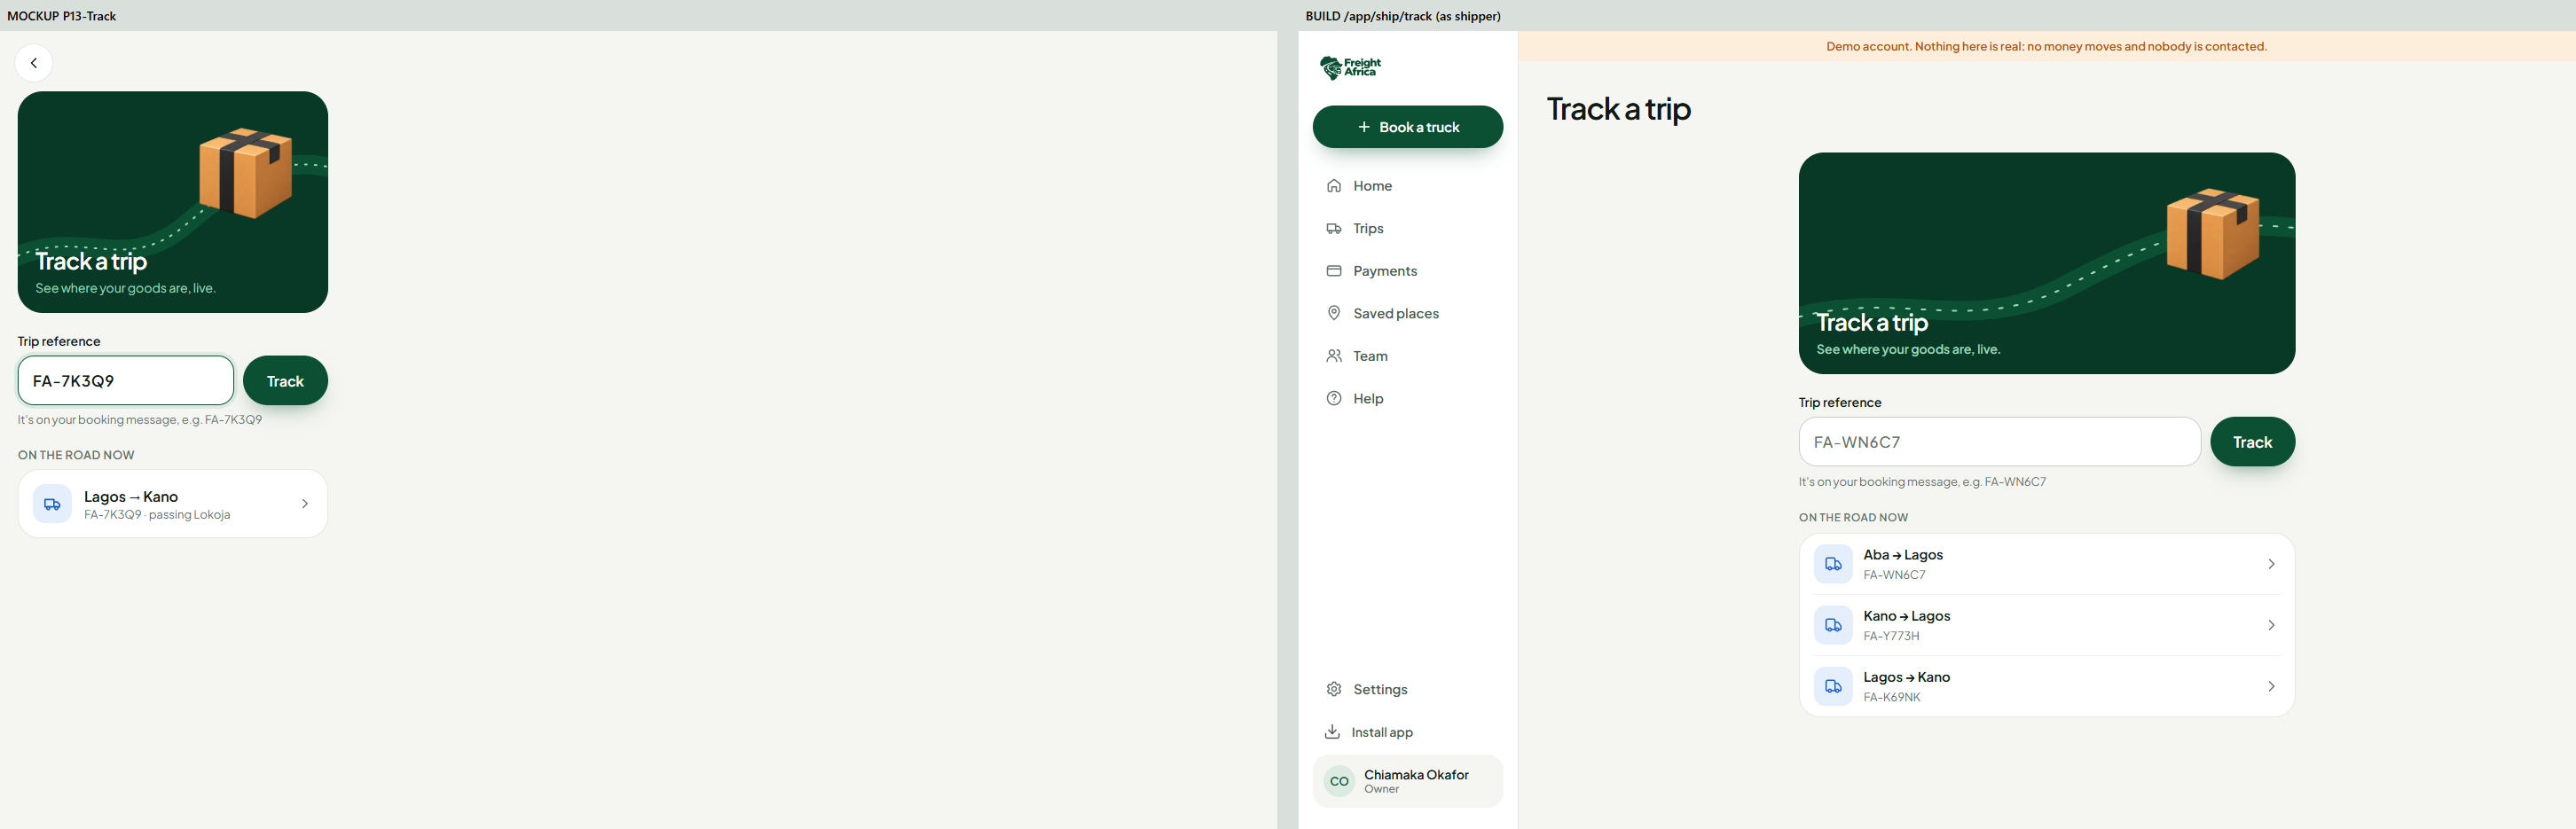 MOCKUP P13-Track
Track a trip
See where your goods are, live.
Trip reference
FA-7K3Q9
Track
It's on your booking message, e.g. FA-7K3Q9
ON THE ROAD NOW
Lagos → Kano
FA-7K3Q9 · passing Lokoja
BUILD /app/ship/track (as shipper)
Freight
Africa
+ Book a truck
Home
Trips
Payments
Saved places
Team
Help
Settings
Install app
CO
Chiamaka Okafor
Owner
Demo account. Nothing here is real: no money moves and nobody is contacted.
Track a trip
Track a trip
See where your goods are, live.
Trip reference
FA-WN6C7
Track
It's on your booking message, e.g. FA-WN6C7
ON THE ROAD NOW
Aba → Lagos
FA-WN6C7
Kano → Lagos
FA-Y773H
Lagos → Kano
FA-K69NK